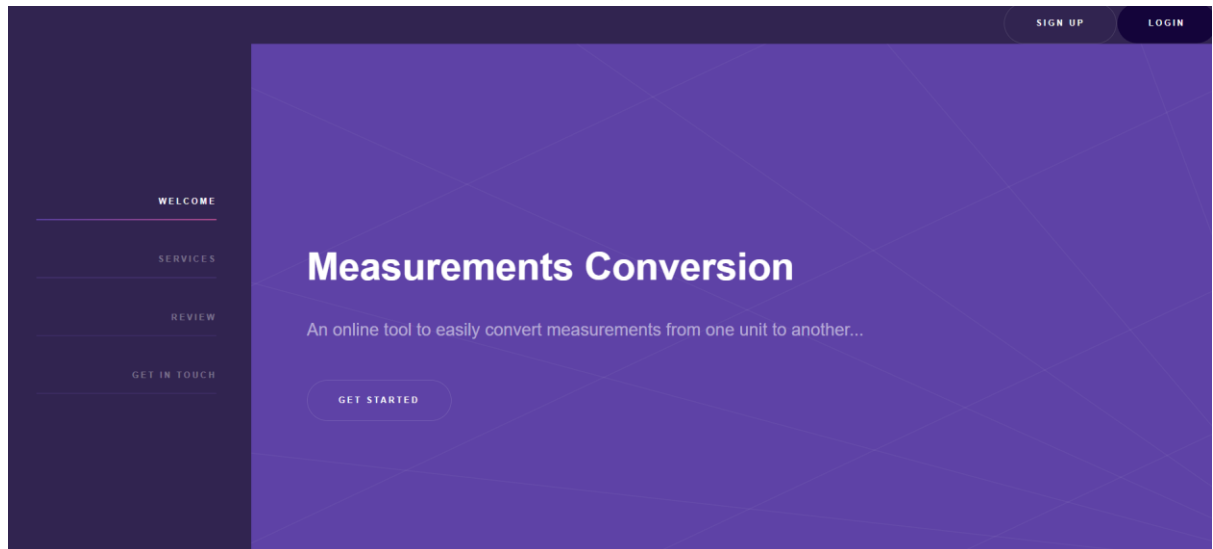 SIGN UP
LOGIN
WELCOME
SERVICES
REVIEW
GET IN TOUCH
Measurements Conversion
An online tool to easily convert measurements from one unit to another...
GET STARTED